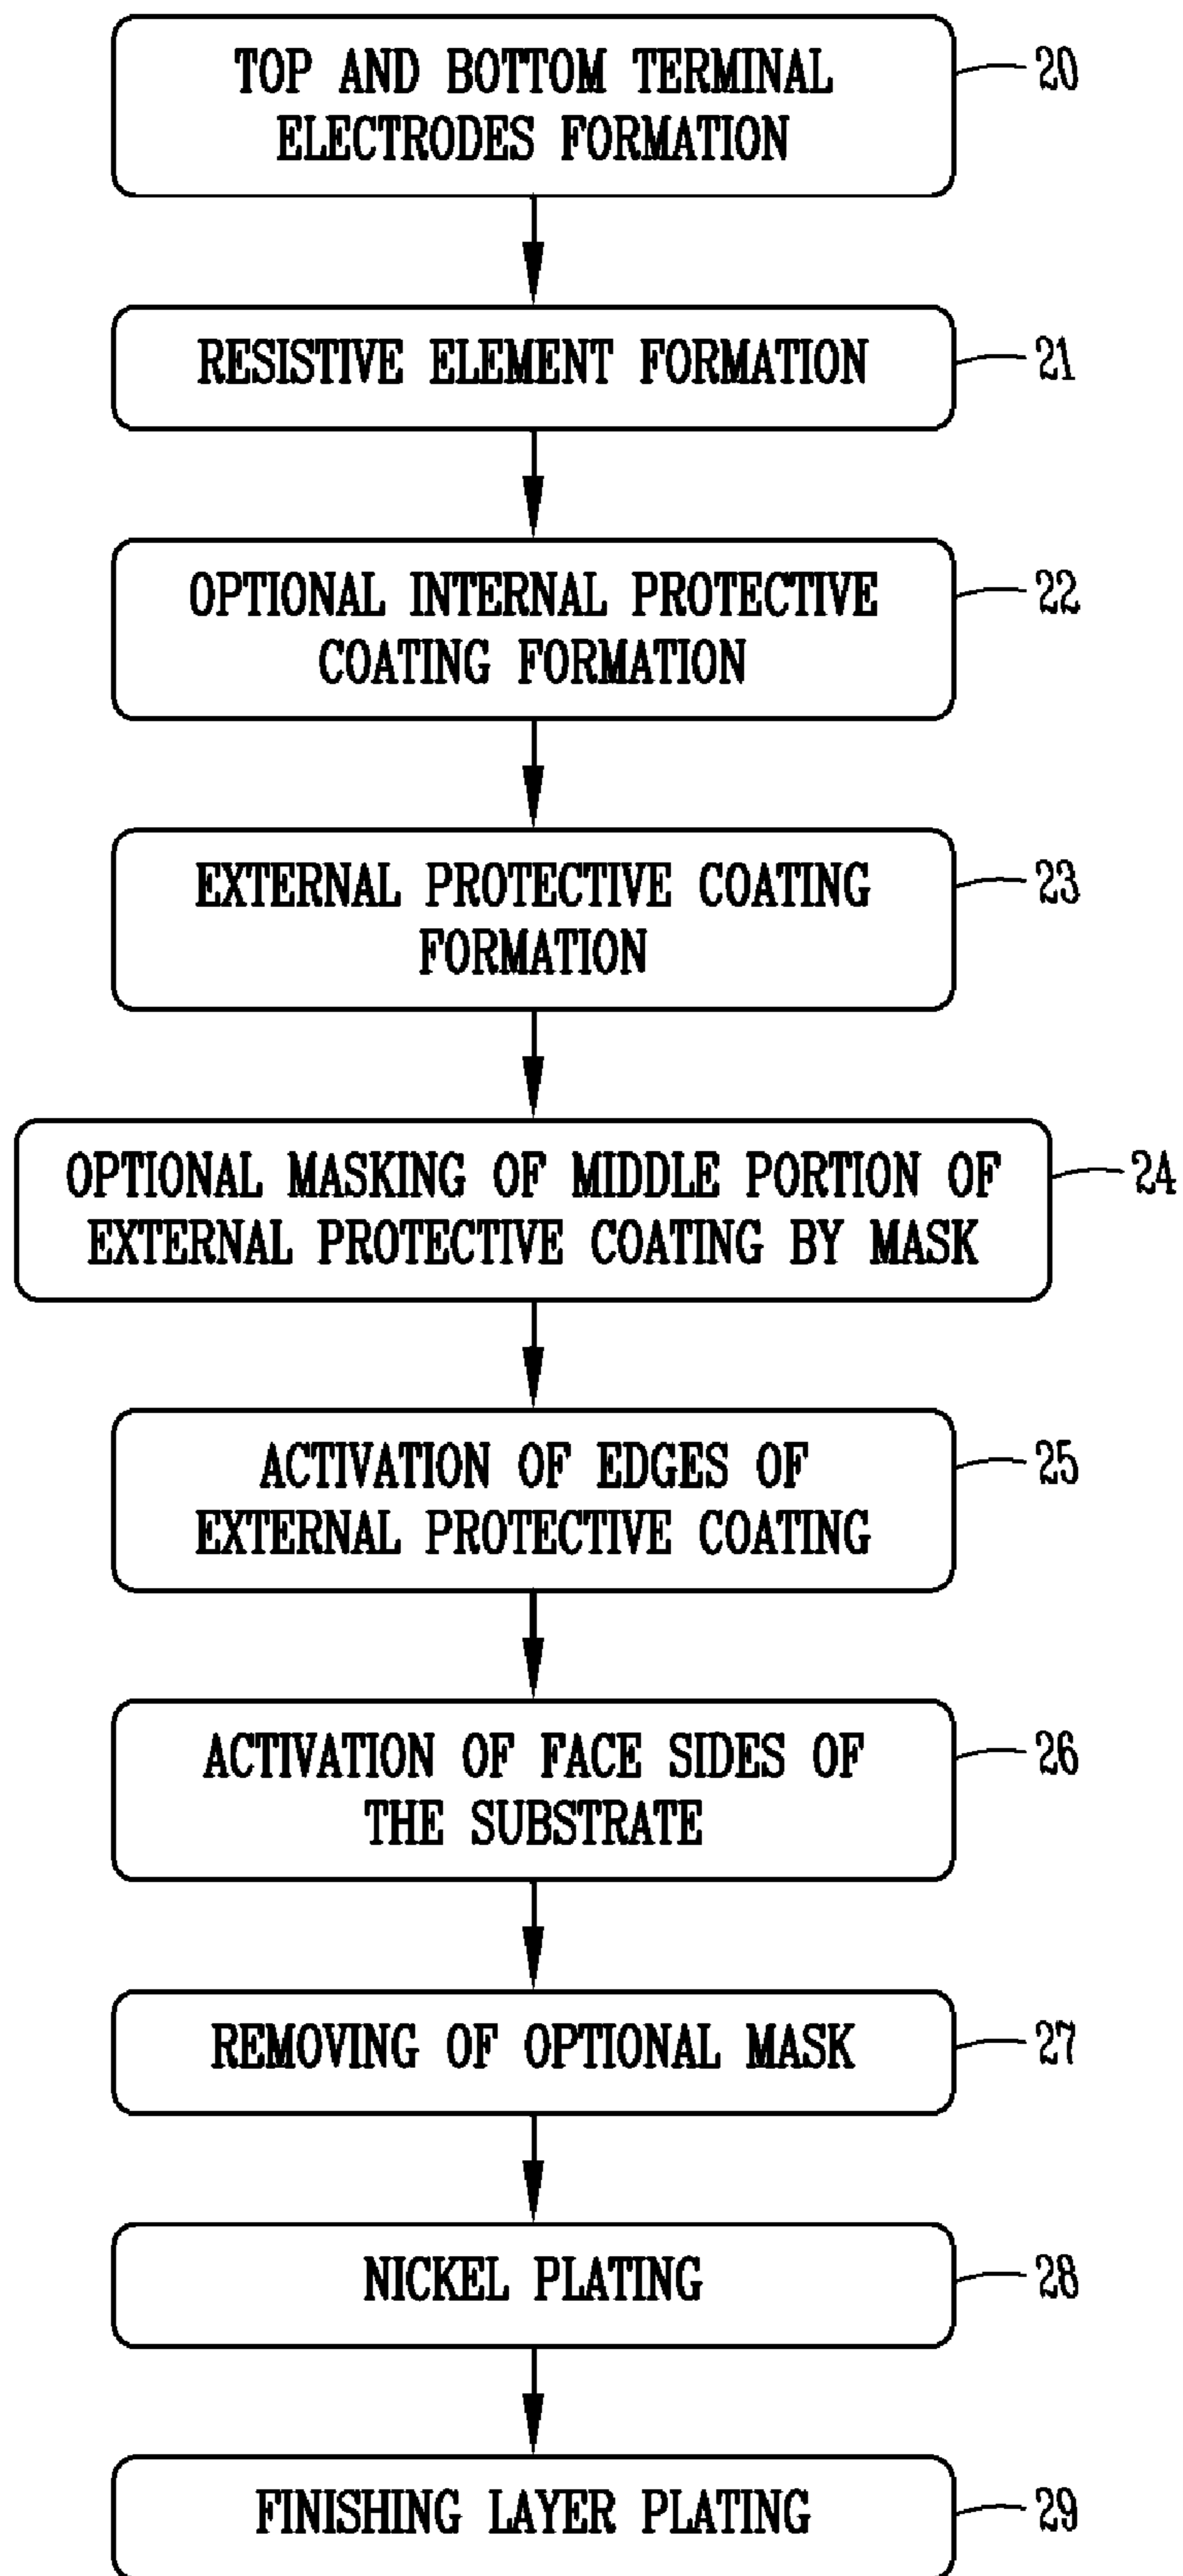 TOP AND BOTTOM TERMINAL
ELECTRODES FORMATION
20
RESISTIVE ELEMENT FORMATION
21
OPTIONAL INTERNAL PROTECTIVE
COATING FORMATION
22
EXTERNAL PROTECTIVE COATING
FORMATION
23
OPTIONAL MASKING OF MIDDLE PORTION OF
EXTERNAL PROTECTIVE COATING BY MASK
24
ACTIVATION OF EDGES OF
EXTERNAL PROTECTIVE COATING
25
ACTIVATION OF FACE SIDES OF
THE SUBSTRATE
26
REMOVING OF OPTIONAL MASK
27
NICKEL PLATING
28
FINISHING LAYER PLATING
29